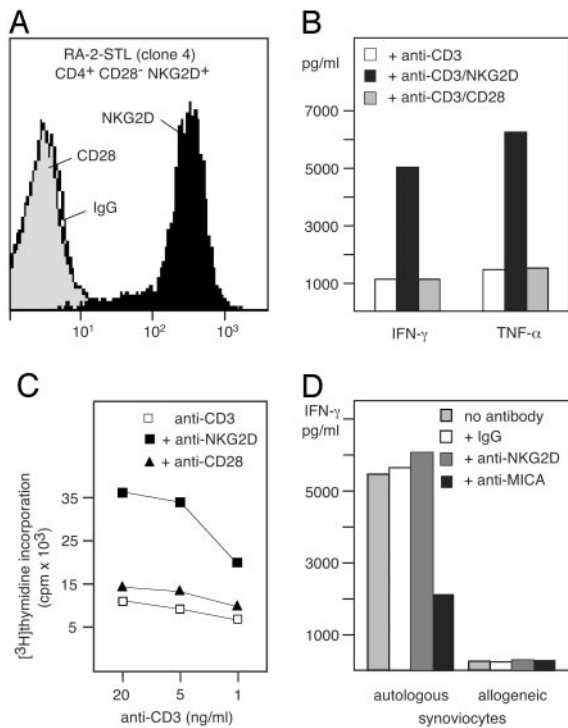 A
RA-2-STL (clone 4)
CD4⁺ CD28⁻ NKG2D⁺
NKG2D
CD28
IgG
10¹ 10² 10³
B
pg/ml
+ anti-CD3
+ anti-CD3/NKG2D
+ anti-CD3/CD28
7000
5000
3000
1000
IFN-γ TNF-α
C
anti-CD3
+ anti-NKG2D
+ anti-CD28
[³H]thymidine incorporation
(cpm x 10³)
35
25
15
5
20 5 1
anti-CD3 (ng/ml)
D
IFN-γ
pg/ml
no antibody
+ IgG
+ anti-NKG2D
+ anti-MICA
5000
3000
1000
autologous allogeneic
synoviocytes